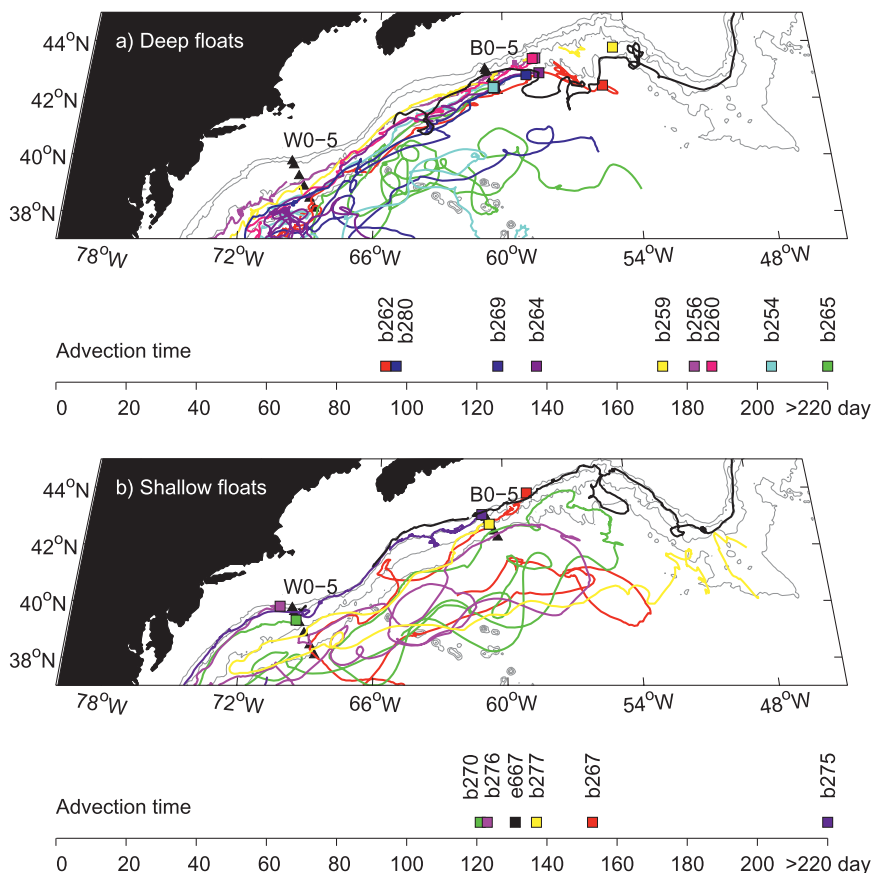 44°N
a) Deep floats
B0-5
42°N
W0-5
40°N
38°N
78°W 72°W 66°W 60°W 54°W 48°W
b262 b280 b269 b264 b259 b256 b260 b254 b265
Advection time
0 20 40 60 80 100 120 140 160 180 200 >220 day
44°N
b) Shallow floats
B0-5
42°N
W0-5
40°N
38°N
78°W 72°W 66°W 60°W 54°W 48°W
b270 b276 e667 b277 b267 b275
Advection time
0 20 40 60 80 100 120 140 160 180 200 >220 day